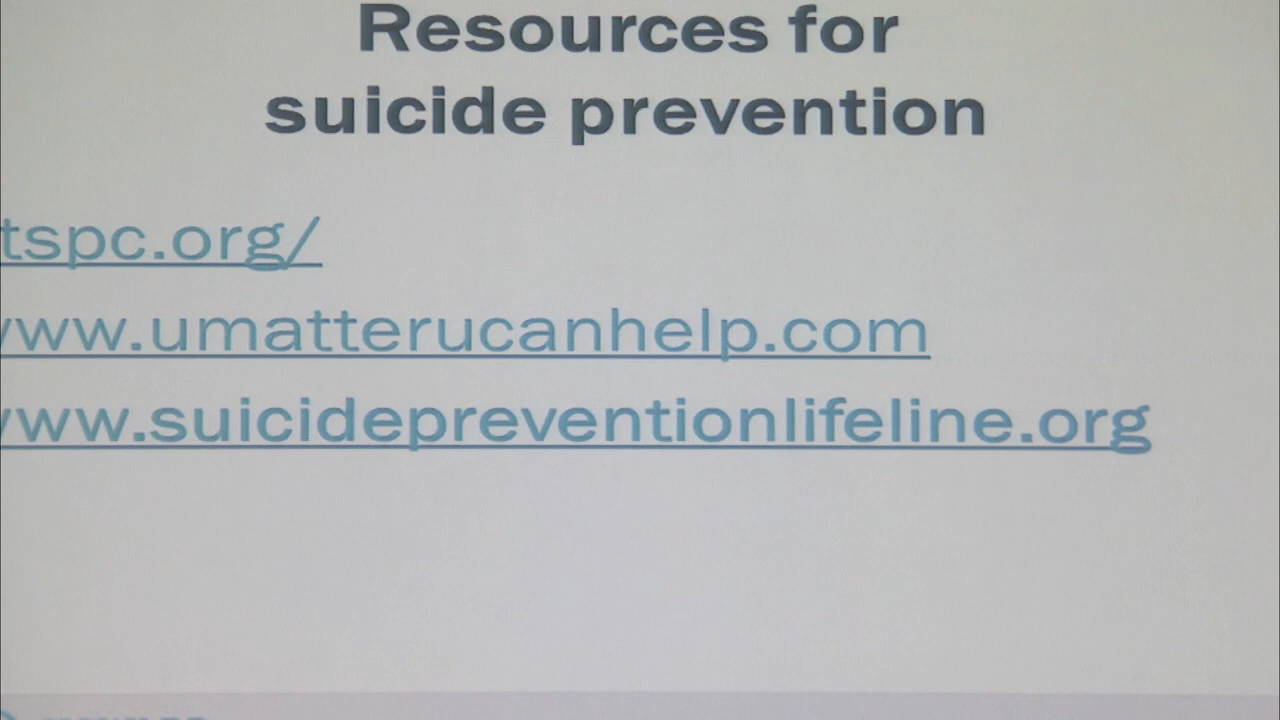 Resources for
suicide prevention
tspc.org/
www.umatterucanhelp.com
www.suicidepreventionlifeline.org